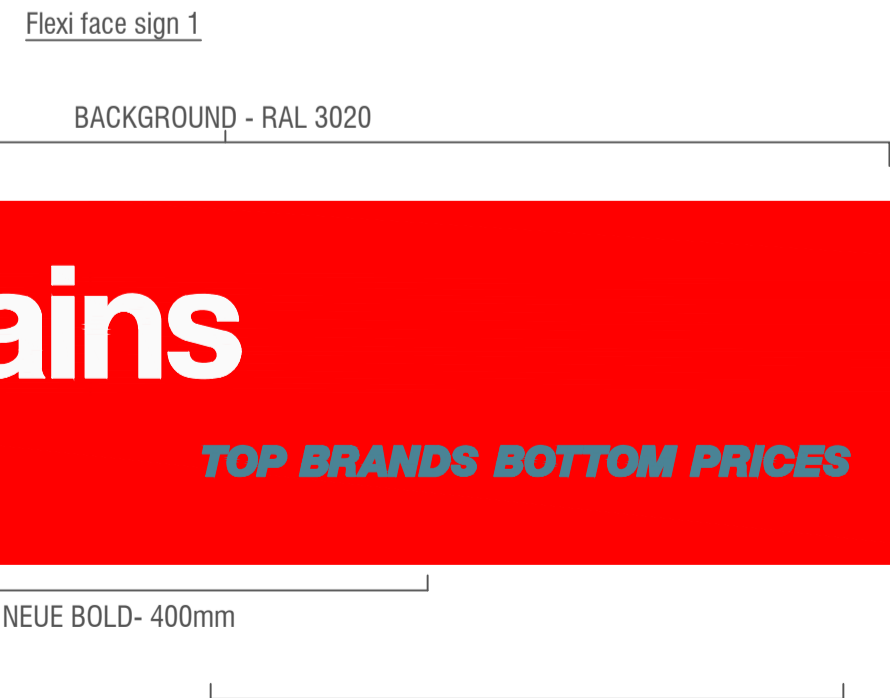 Flexi face sign 1
BACKGROUND - RAL 3020
ains
TOP BRANDS BOTTOM PRICES
NEUE BOLD- 400mm